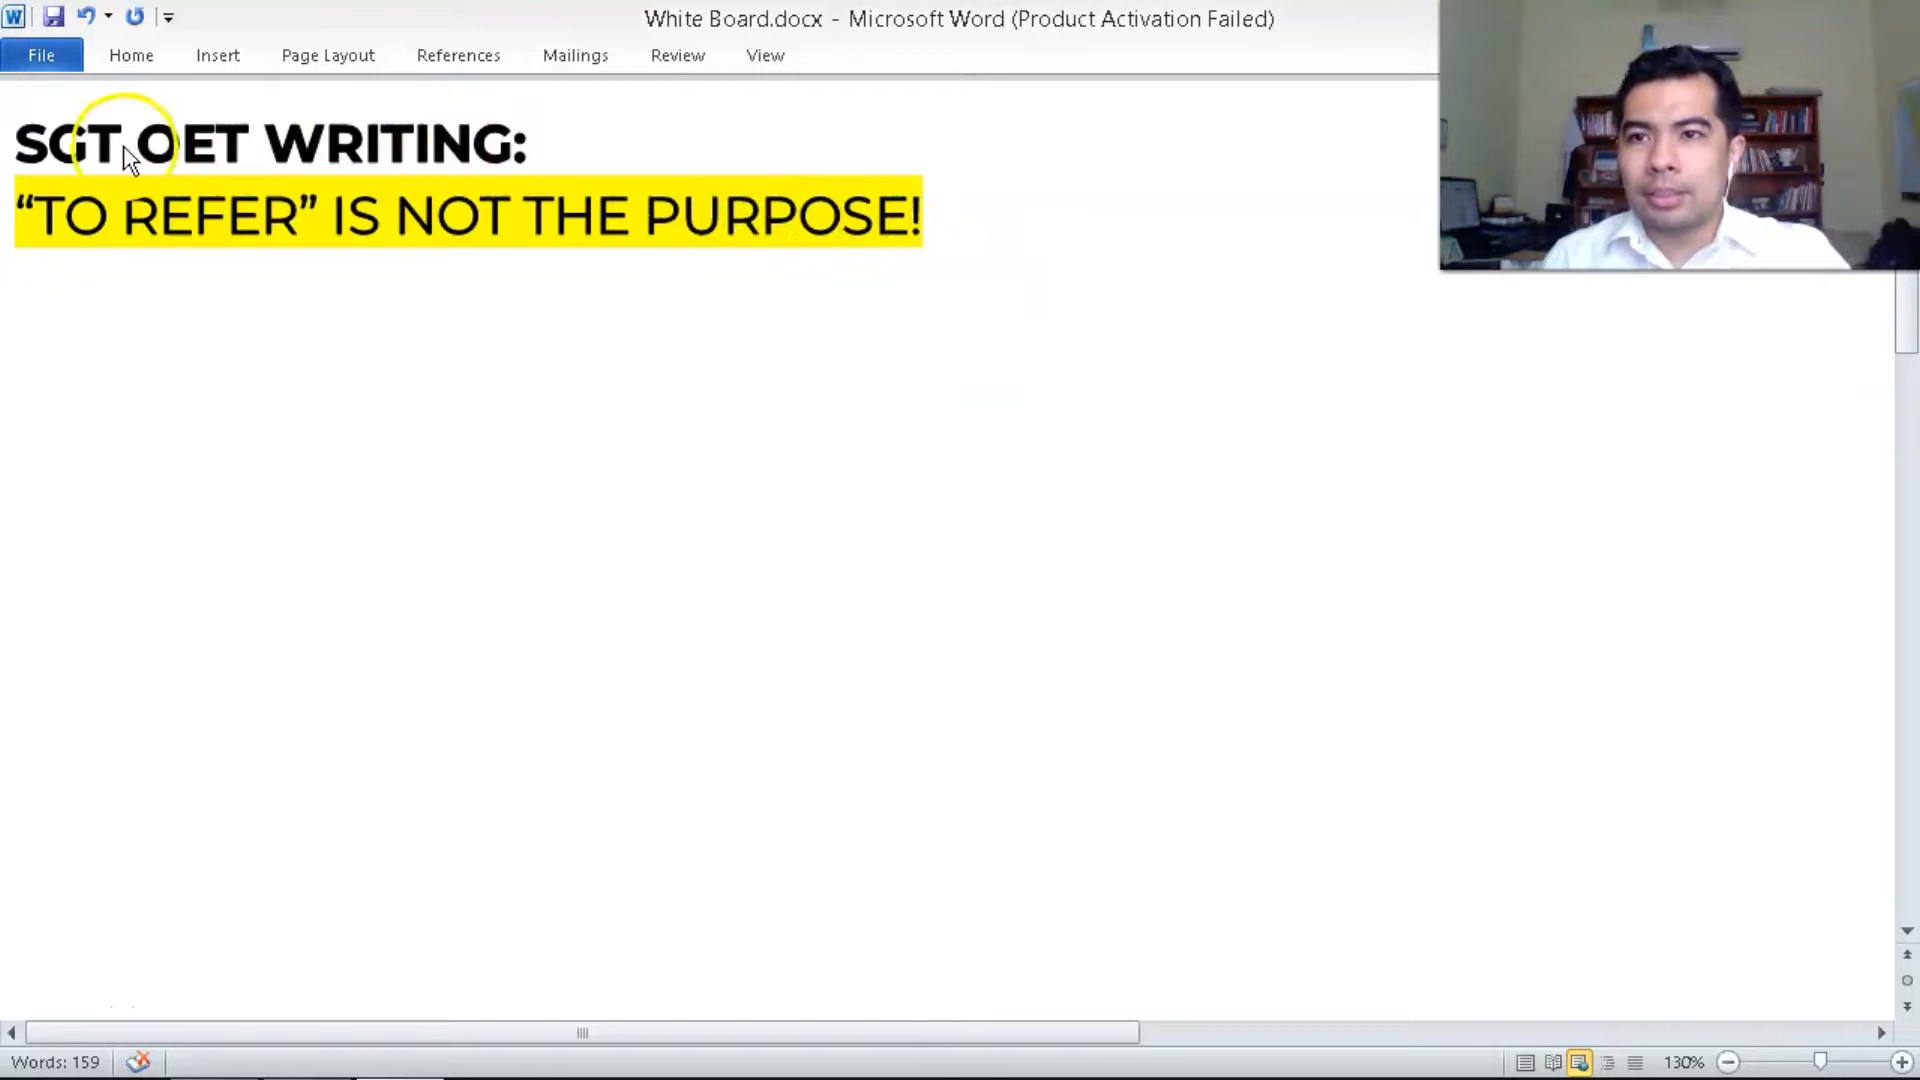 White Board.docx - Microsoft Word (Product Activation Failed)
File Home Insert Page Layout References Mailings Review View
SGT OET WRITING:
“TO REFER” IS NOT THE PURPOSE!
Words: 159
130%